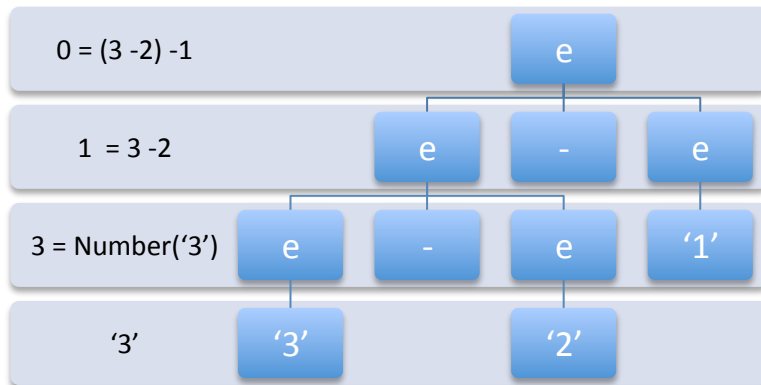 0 = (3 -2) -1 e
1 = 3 -2 e - e
3 = Number(‘3’) e - e ‘1’
‘3’ ‘3’ ‘2’